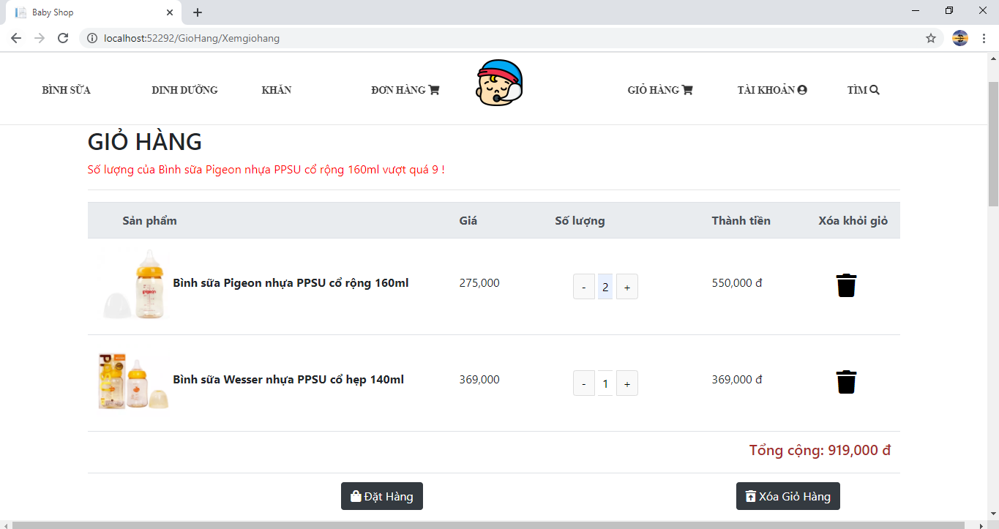 Baby Shop
localhost:52292/GioHang/Xemgiohang
BÌNH SỮA DINH DƯỠNG KHĂN ĐƠN HÀNG GIỎ HÀNG TÀI KHOẢN TÌM
GIỎ HÀNG
Số lượng của Bình sữa Pigeon nhựa PPSU cổ rộng 160ml vượt quá 9 !
Sản phẩm Giá Số lượng Thành tiền Xóa khỏi giỏ
pigeon
Bình sữa Pigeon nhựa PPSU cổ rộng 160ml 275,000 - 2 + 550,000 đ
Bình sữa Wesser nhựa PPSU cổ hẹp 140ml 369,000 - 1 + 369,000 đ
Tổng cộng: 919,000 đ
Đặt Hàng Xóa Giỏ Hàng